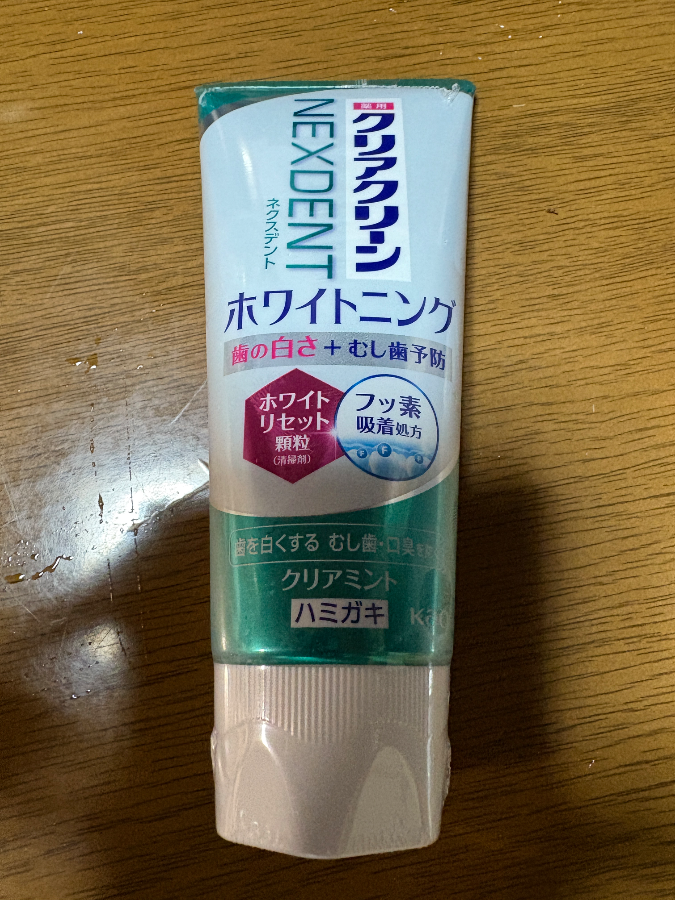 薬用
クリアクリーン
NEXDENT
ネクスデント
ホワイトニング
歯の白さ+むし歯予防
ホワイト
リセット
顆粒
(清掃剤)
フッ素
吸着処方
F F F
歯を白くする むし歯・口臭を
クリアミント
ハミガキ
Kao